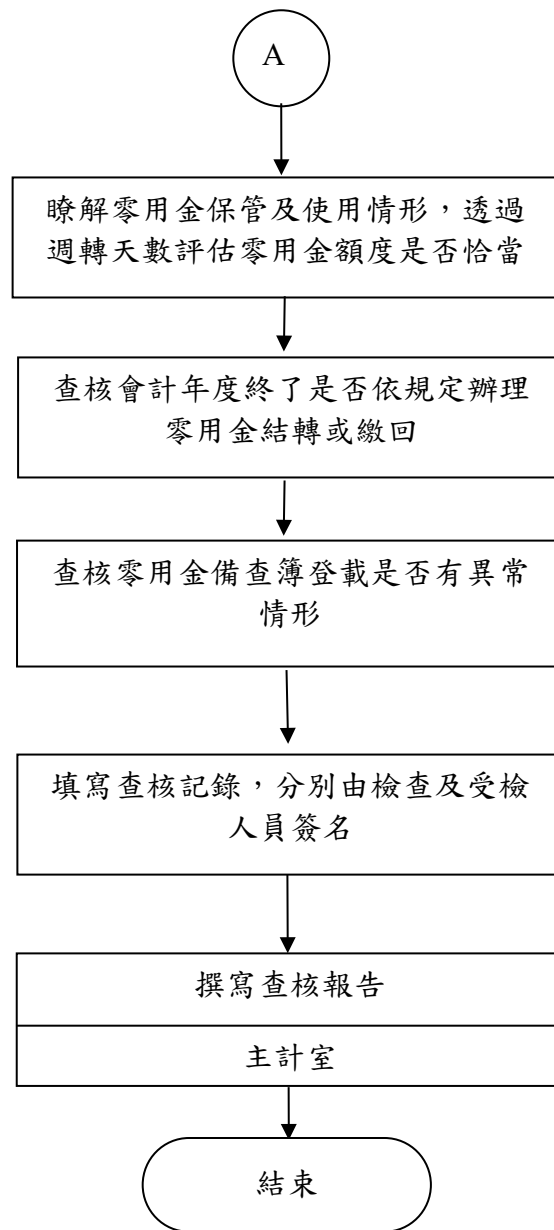 A
瞭解零用金保管及使用情形，透過
週轉天數評估零用金額度是否恰當
查核會計年度終了是否依規定辦理
零用金結轉或繳回
查核零用金備查簿登載是否有異常
情形
填寫查核記錄，分別由檢查及受檢
人員簽名
撰寫查核報告
主計室
結束